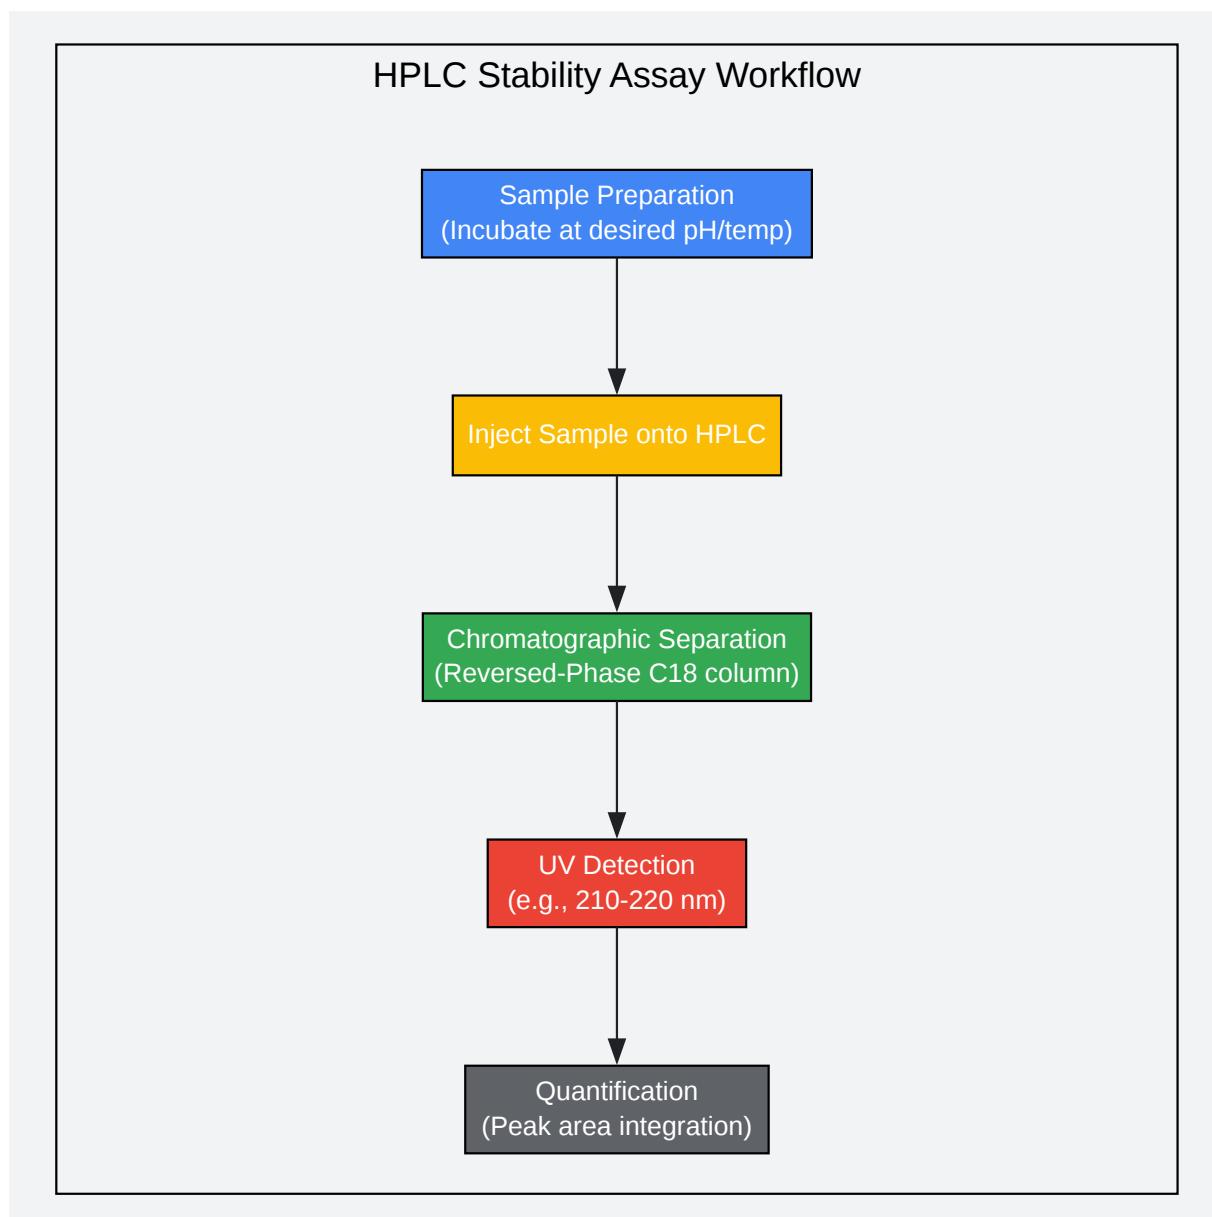 HPLC Stability Assay Workflow
Sample Preparation
(Incubate at desired pH/temp)
Inject Sample onto HPLC
Chromatographic Separation
(Reversed-Phase C18 column)
UV Detection
(e.g., 210-220 nm)
Quantification
(Peak area integration)